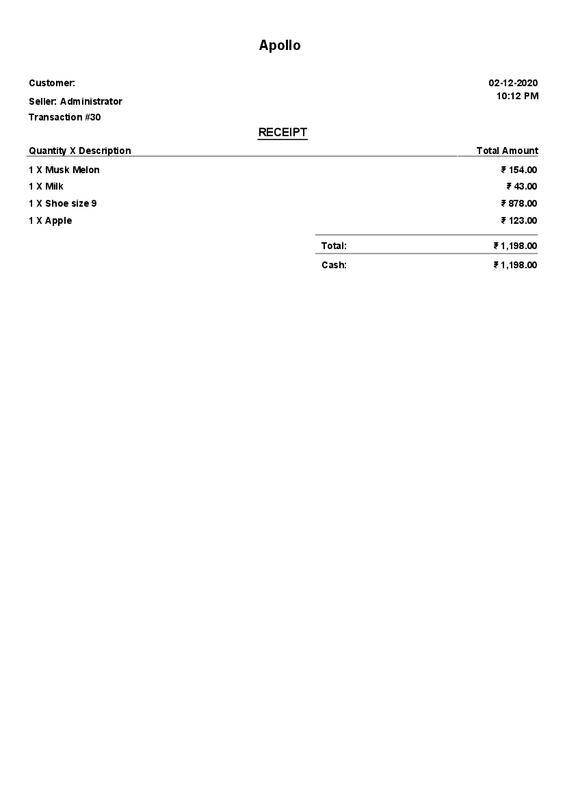 Apollo
Customer:
02-12-2020
Seller: Administrator
10:12 PM
Transaction #30
RECEIPT
Quantity X Description Total Amount
1 X Musk Melon ₹ 154.00
1 X Milk ₹ 43.00
1 X Shoe size 9 ₹ 878.00
1 X Apple ₹ 123.00
Total: ₹ 1,198.00
Cash: ₹ 1,198.00